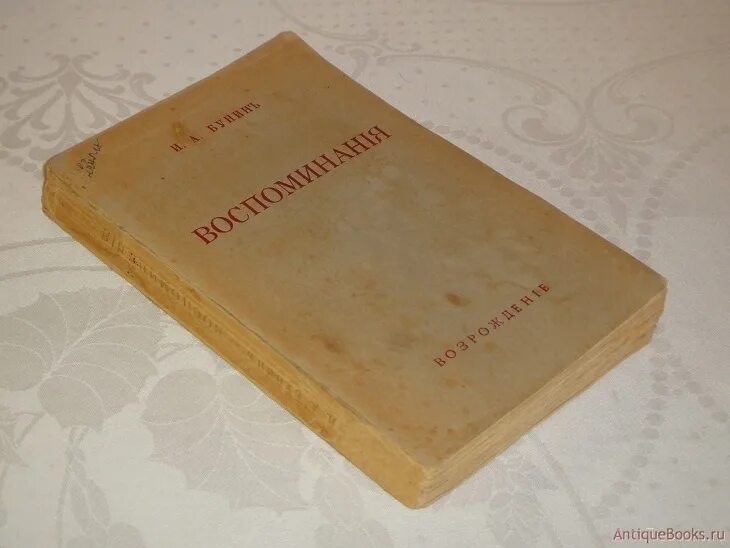 И. А. БУНИНЪ
ВОСПОМИНАНІЯ
ВОЗРОЖДЕНІЕ
AntiqueBooks.ru